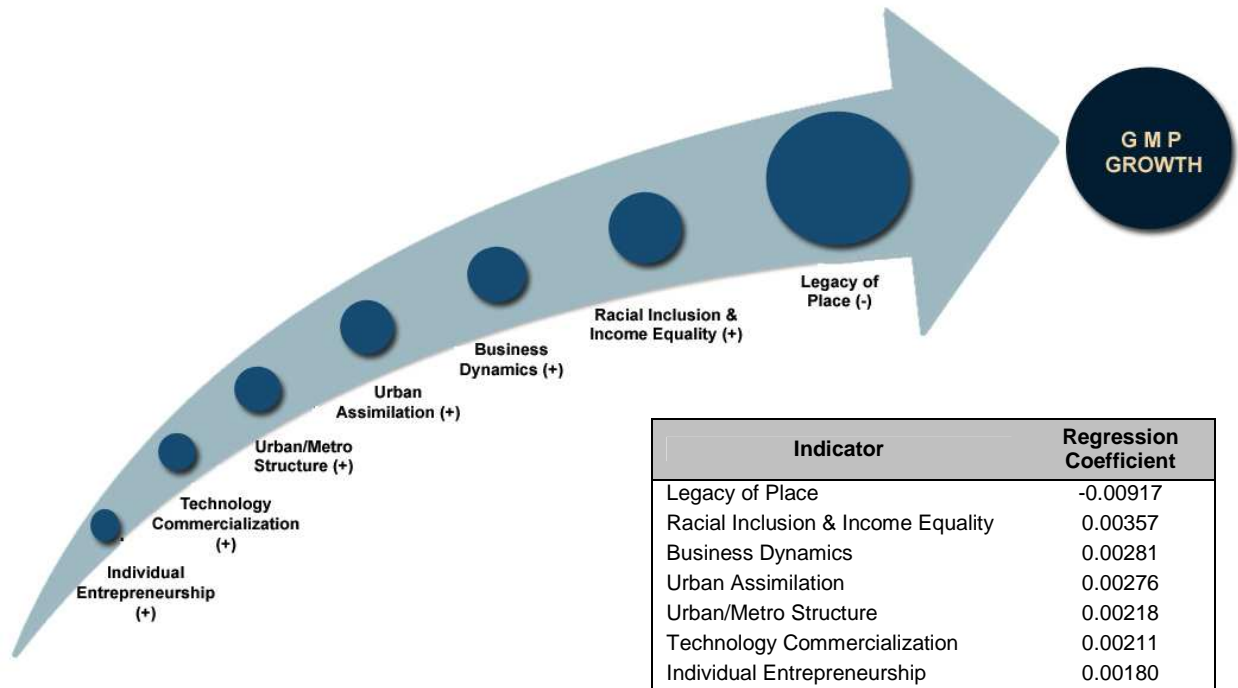 G M P
GROWTH
Legacy of
Place (-)
Racial Inclusion &
Income Equality (+)
Business
Dynamics (+)
Urban
Assimilation (+)
Urban/Metro
Structure (+)
Technology
Commercialization
(+)
Individual
Entrepreneurship
(+)
Indicator Regression
Coefficient
Legacy of Place -0.00917
Racial Inclusion & Income Equality 0.00357
Business Dynamics 0.00281
Urban Assimilation 0.00276
Urban/Metro Structure 0.00218
Technology Commercialization 0.00211
Individual Entrepreneurship 0.00180